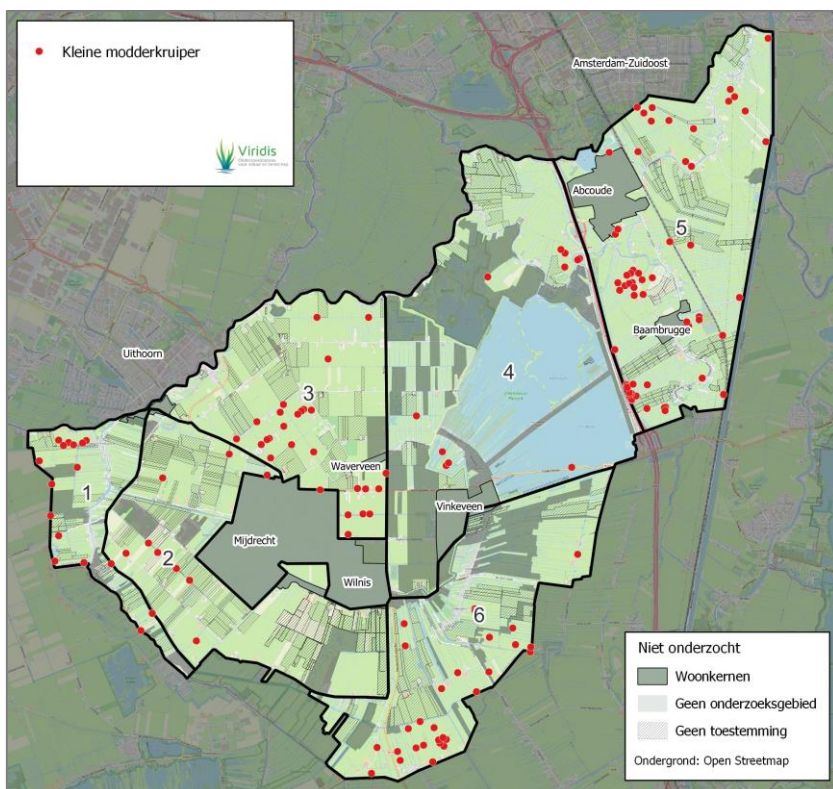 Kleine modderkruiper
Viridis
Amsterdam-Zuidoost
Abcoude
5
Baambrugge
Uithoorn
4
3
Waverveen
1
Vinkeveen
Mijdrecht
2
Wilnis
6
Niet onderzocht
Woonkernen
Geen onderzoeksgebied
Geen toestemming
Ondergrond: Open Streetmap